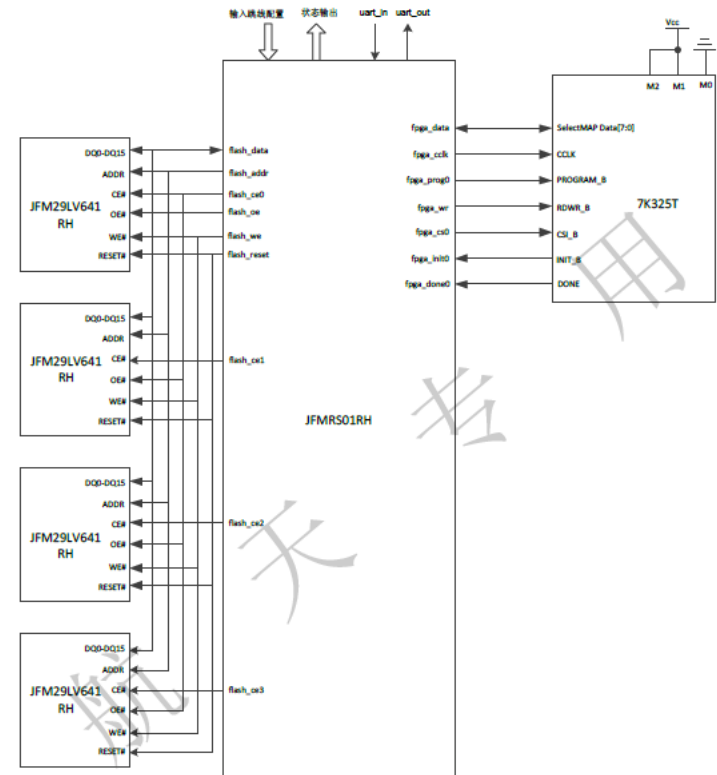 输入跳线配置 状态输出 uart_in uart_out
Vcc
M2 M1 M0
DQ0-DQ15
ADDR
CE#
OE#
WE#
RESET#
JFM29LV641
RH
flash_data
flash_addr
flash_ce0
flash_oe
flash_we
flash_reset
fpga_data
fpga_cclk
fpga_prog0
fpga_wr
fpga_cs0
fpga_init0
fpga_done0
SelectMAP Data[7:0]
CCLK
PROGRAM_B
RDWR_B
CSI_B
INIT_B
DONE
7K325T
DQ0-DQ15
ADDR
CE#
OE#
WE#
RESET#
JFM29LV641
RH
flash_ce1
JFMRS01RH
DQ0-DQ15
ADDR
CE#
OE#
WE#
RESET#
JFM29LV641
RH
flash_ce2
DQ0-DQ15
ADDR
CE#
OE#
WE#
RESET#
JFM29LV641
RH
flash_ce3
航天专用